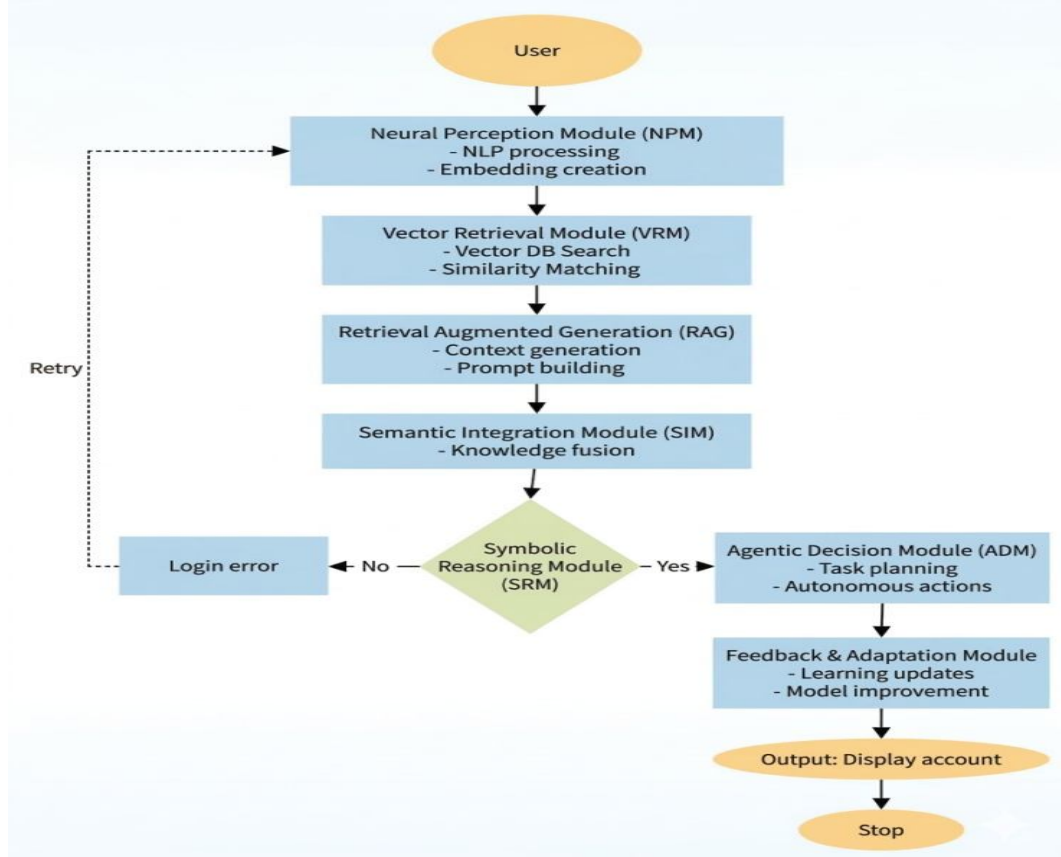 User
Neural Perception Module (NPM)
- NLP processing
- Embedding creation
Vector Retrieval Module (VRM)
- Vector DB Search
- Similarity Matching
Retrieval Augmented Generation (RAG)
- Context generation
- Prompt building
Retry
Semantic Integration Module (SIM)
- Knowledge fusion
Login error
No
Symbolic
Reasoning Module
(SRM)
Yes
Agentic Decision Module (ADM)
- Task planning
- Autonomous actions
Feedback & Adaptation Module
- Learning updates
- Model improvement
Output: Display account
Stop